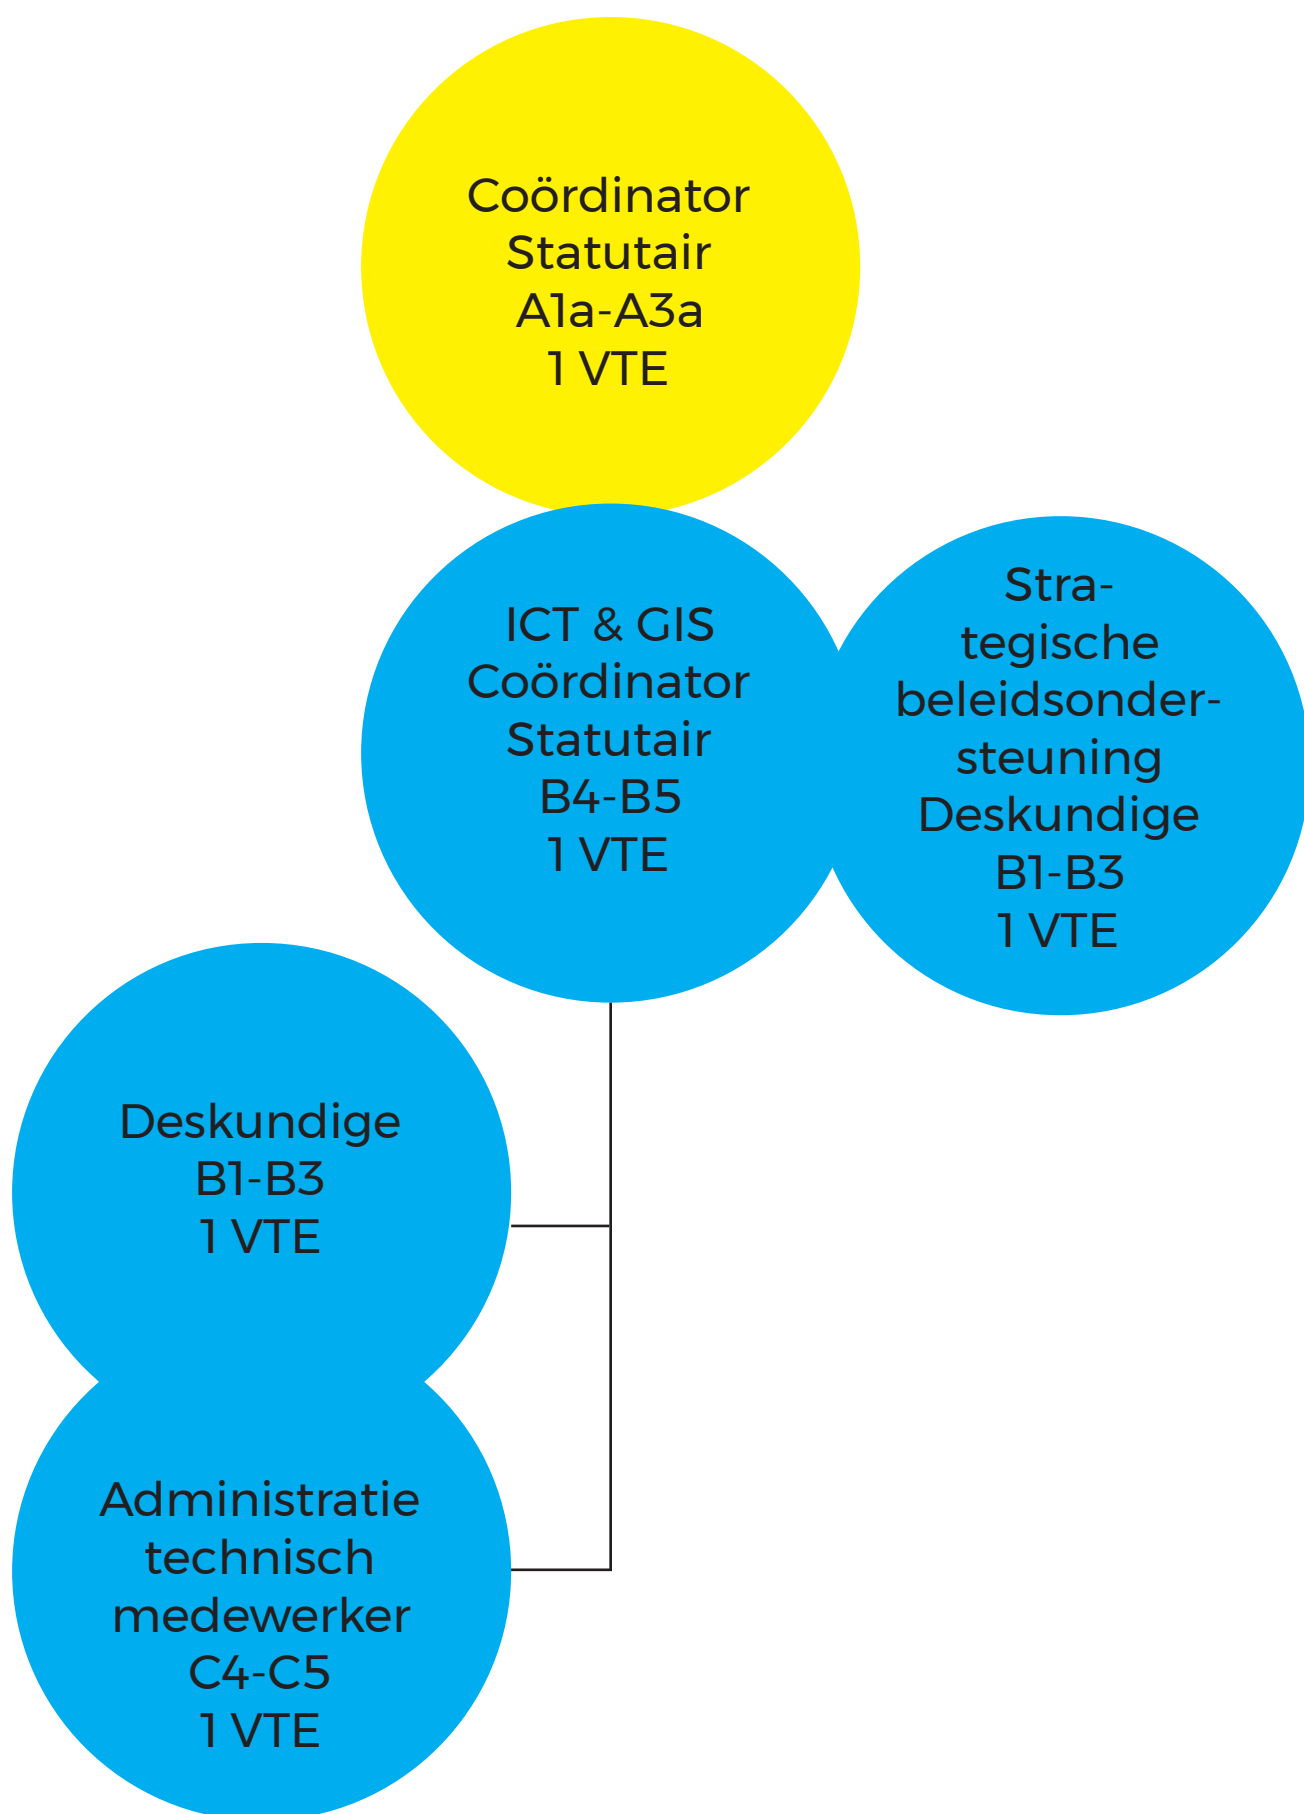 Coördinator
Statutair
A1a-A3a
1 VTE
ICT & GIS
Coördinator
Statutair
B4-B5
1 VTE
Stra-
tegische
beleidsonder-
steuning
Deskundige
B1-B3
1 VTE
Deskundige
B1-B3
1 VTE
Administratie
technisch
medewerker
C4-C5
1 VTE